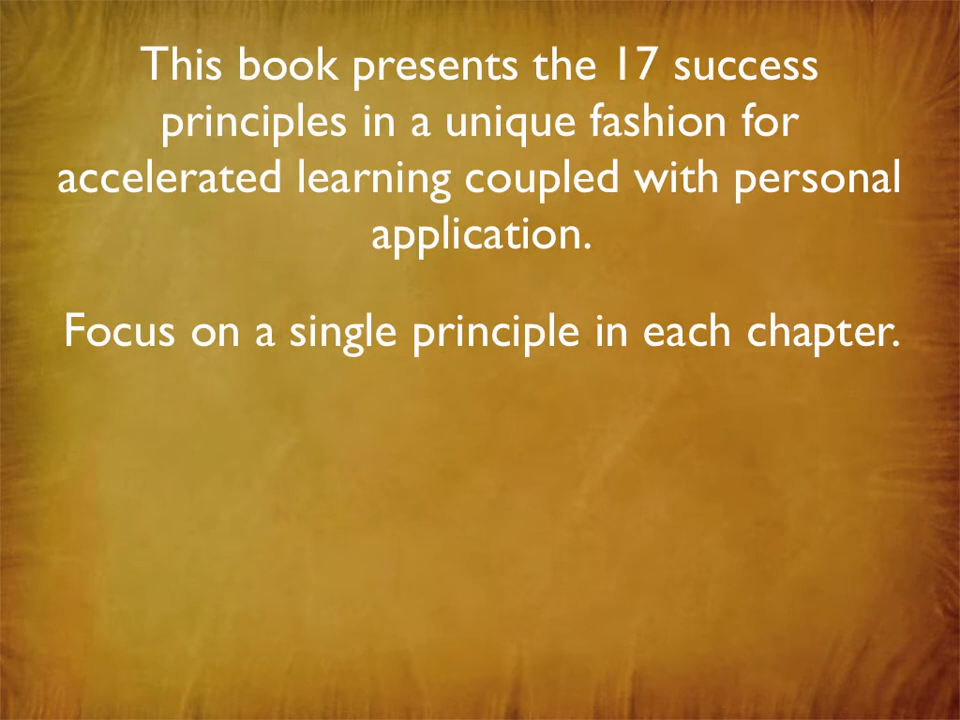 This book presents the 17 success
principles in a unique fashion for
accelerated learning coupled with personal
application.
Focus on a single principle in each chapter.